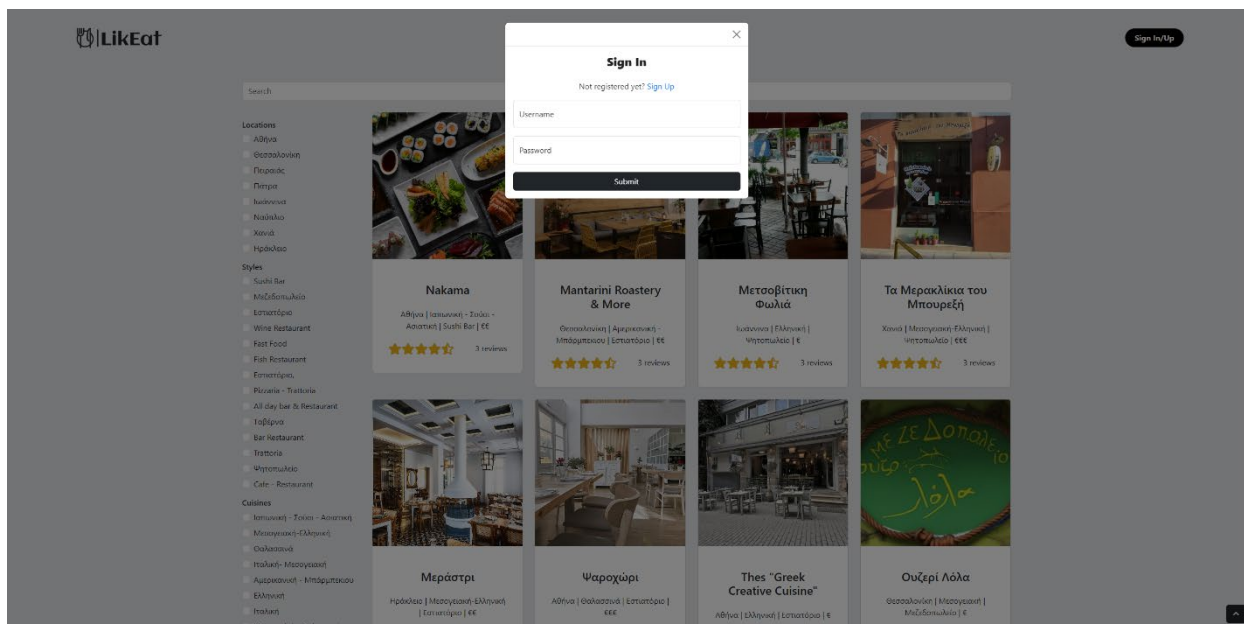 LikEat
Sign In/Up
Sign In
Not registered yet? Sign Up
Username
Password
Submit
Search
Locations
Αθήνα
Θεσσαλονίκη
Πειραιάς
Πάτρα
Ιωάννινα
Ναύπλιο
Χανιά
Ηράκλειο
Styles
Sushi Bar
Μεζεδοπωλείο
Εστιατόριο
Wine Restaurant
Fast Food
Fish Restaurant
Εστιατόριο.
Pizzaria - Trattoria
All day bar & Restaurant
Ταβέρνα
Bar Restaurant
Trattoria
Ψητοπωλείο
Cafe - Restaurant
Cuisines
Ιαπωνική - Σούσι - Ασιατική
Μεσογειακή-Ελληνική
Θαλασσινά
Ιταλική- Μεσογειακή
Αμερικανική - Μπάρμπεκιου
Ελληνική
Ιταλική
Nakama
Αθήνα | Ιαπωνική - Σούσι -
Ασιατική | Sushi Bar | €€
3 reviews
Mantarini Roastery
& More
Θεσσαλονίκη | Αμερικανική -
Μπάρμπεκιου | Εστιατόριο | €€
3 reviews
Μετσοβίτικη
Φωλιά
Ιωάννινα | Ελληνική |
Ψητοπωλείο | €
3 reviews
Τα Μερακλίκια του
Μπουρεξή
Χανιά | Μεσογειακή-Ελληνική |
Ψητοπωλείο | €€€
3 reviews
Μεράστρι
Ηράκλειο | Μεσογειακή-Ελληνική
| Εστιατόριο | €€
Ψαροχώρι
Αθήνα | Θαλασσινά | Εστιατόριο |
€€€
Thes "Greek
Creative Cuisine"
Αθήνα | Ελληνική | Εστιατόριο | €
ΜεΖΕΔοπαλείο
ουζο
Λόλα
Ουζερί Λόλα
Θεσσαλονίκη | Μεσογειακή |
Μεζεδοπωλείο | €